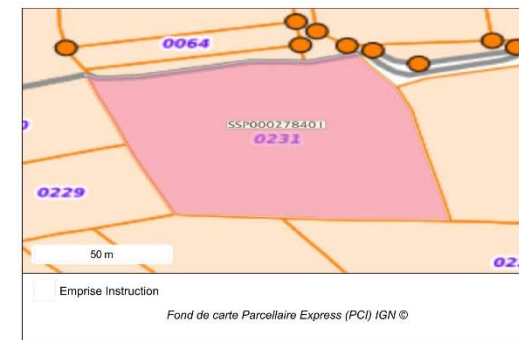 0064
SSP000278401
0231
0229
50 m
Emprise Instruction
Fond de carte Parcellaire Express (PCI) IGN ©